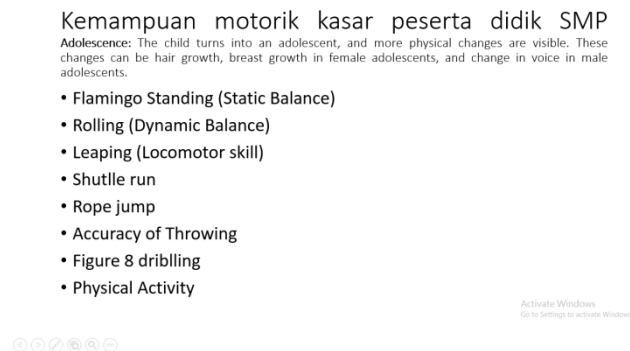 Kemampuan motorik kasar peserta didik SMP
Adolescence: The child turns into an adolescent, and more physical changes are visible. These
changes can be hair growth, breast growth in female adolescents, and change in voice in male
adolescents.
• Flamingo Standing (Static Balance)
• Rolling (Dynamic Balance)
• Leaping (Locomotor skill)
• Shutlle run
• Rope jump
• Accuracy of Throwing
• Figure 8 driblling
• Physical Activity
Activate Windows
Go to Settings to activate Window